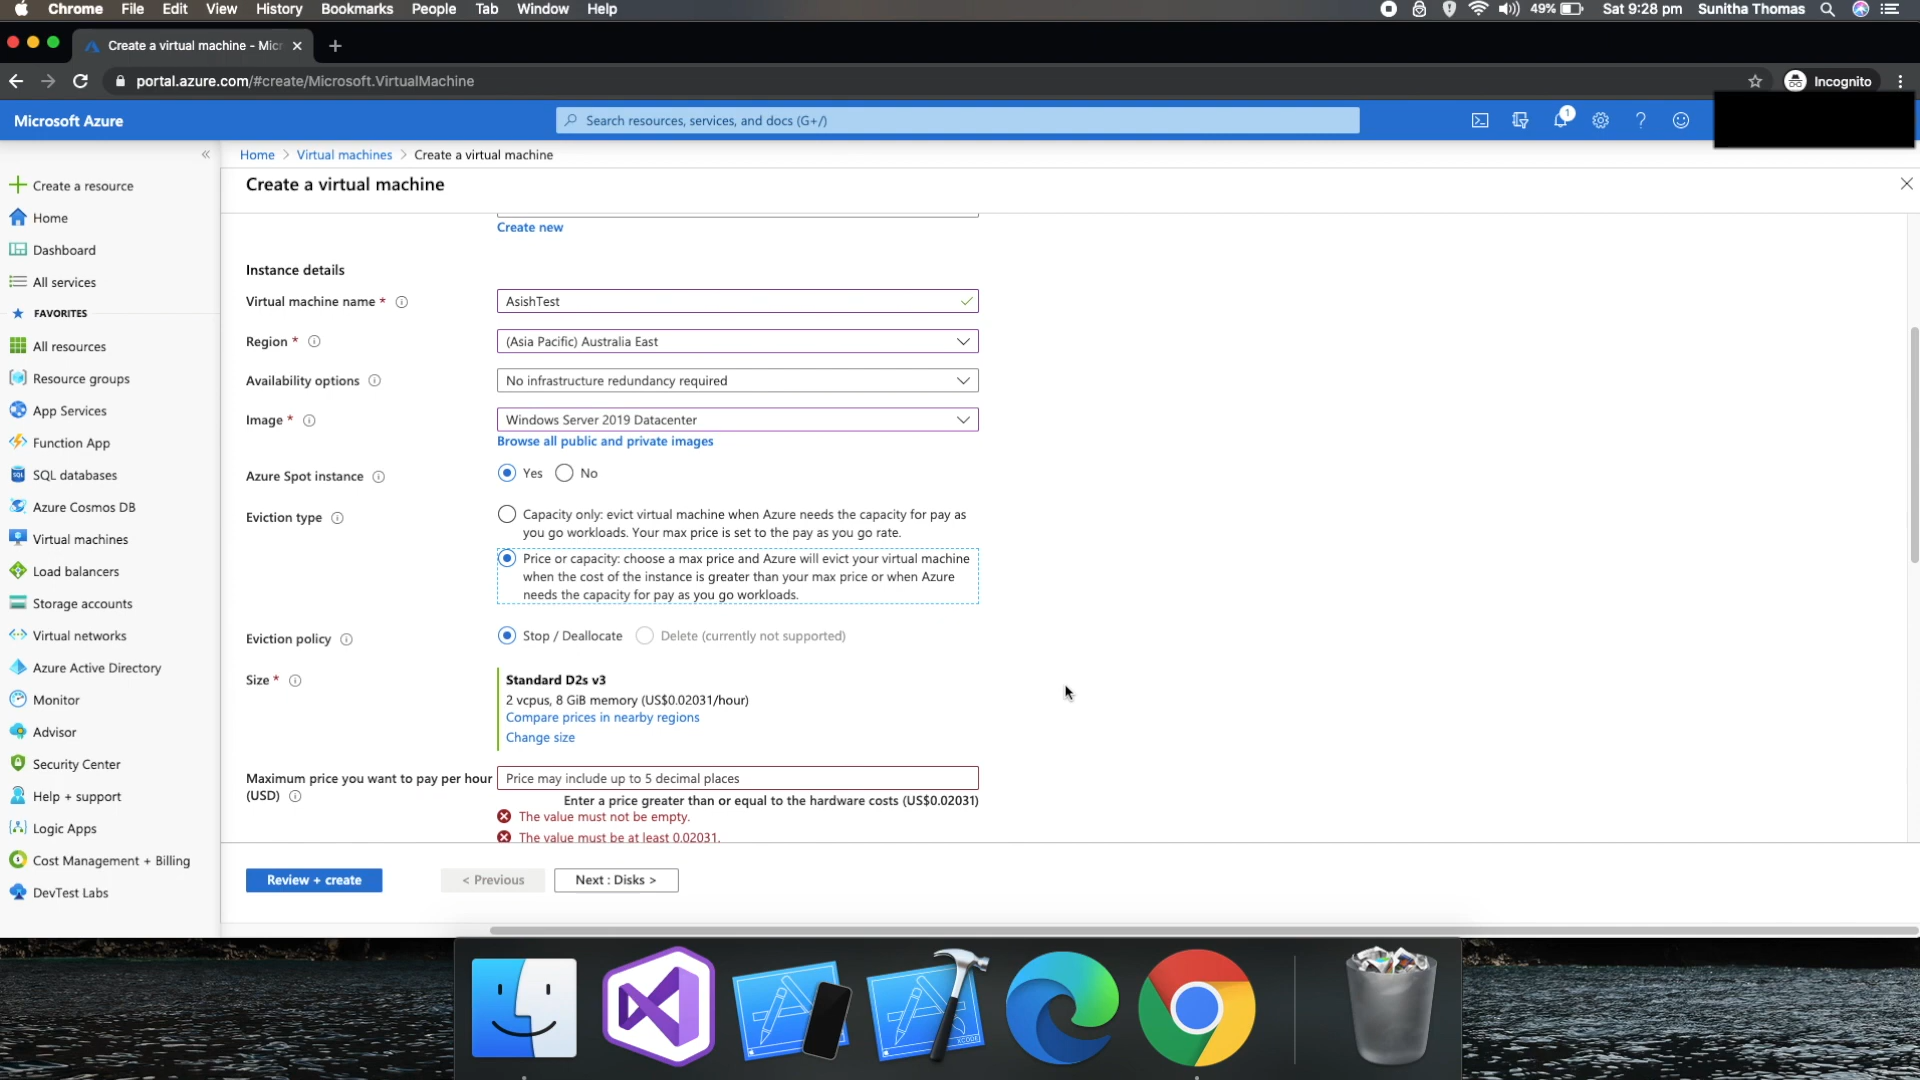 Chrome File Edit View History Bookmarks People Tab Window Help 49% Sat 9:28 pm Sunitha Thomas
Create a virtual machine - Mic
portal.azure.com/#create/Microsoft.VirtualMachine Incognito
Microsoft Azure Search resources, services, and docs (G+/) 1
Home > Virtual machines > Create a virtual machine
Create a virtual machine
Create a resource
Home
Dashboard
All services
FAVORITES
All resources
Resource groups
App Services
Function App
SQL databases
Azure Cosmos DB
Virtual machines
Load balancers
Storage accounts
Virtual networks
Azure Active Directory
Monitor
Advisor
Security Center
Help + support
Logic Apps
Cost Management + Billing
DevTest Labs
Create new
Instance details
Virtual machine name * AsishTest
Region * (Asia Pacific) Australia East
Availability options No infrastructure redundancy required
Image * Windows Server 2019 Datacenter
Browse all public and private images
Azure Spot instance Yes No
Eviction type Capacity only: evict virtual machine when Azure needs the capacity for pay as
you go workloads. Your max price is set to the pay as you go rate.
Price or capacity: choose a max price and Azure will evict your virtual machine
when the cost of the instance is greater than your max price or when Azure
needs the capacity for pay as you go workloads.
Eviction policy Stop / Deallocate Delete (currently not supported)
Size * Standard D2s v3
2 vcpus, 8 GiB memory (US$0.02031/hour)
Compare prices in nearby regions
Change size
Maximum price you want to pay per hour Price may include up to 5 decimal places
(USD) Enter a price greater than or equal to the hardware costs (US$0.02031)
The value must not be empty.
The value must be at least 0.02031.
Review + create < Previous Next : Disks >